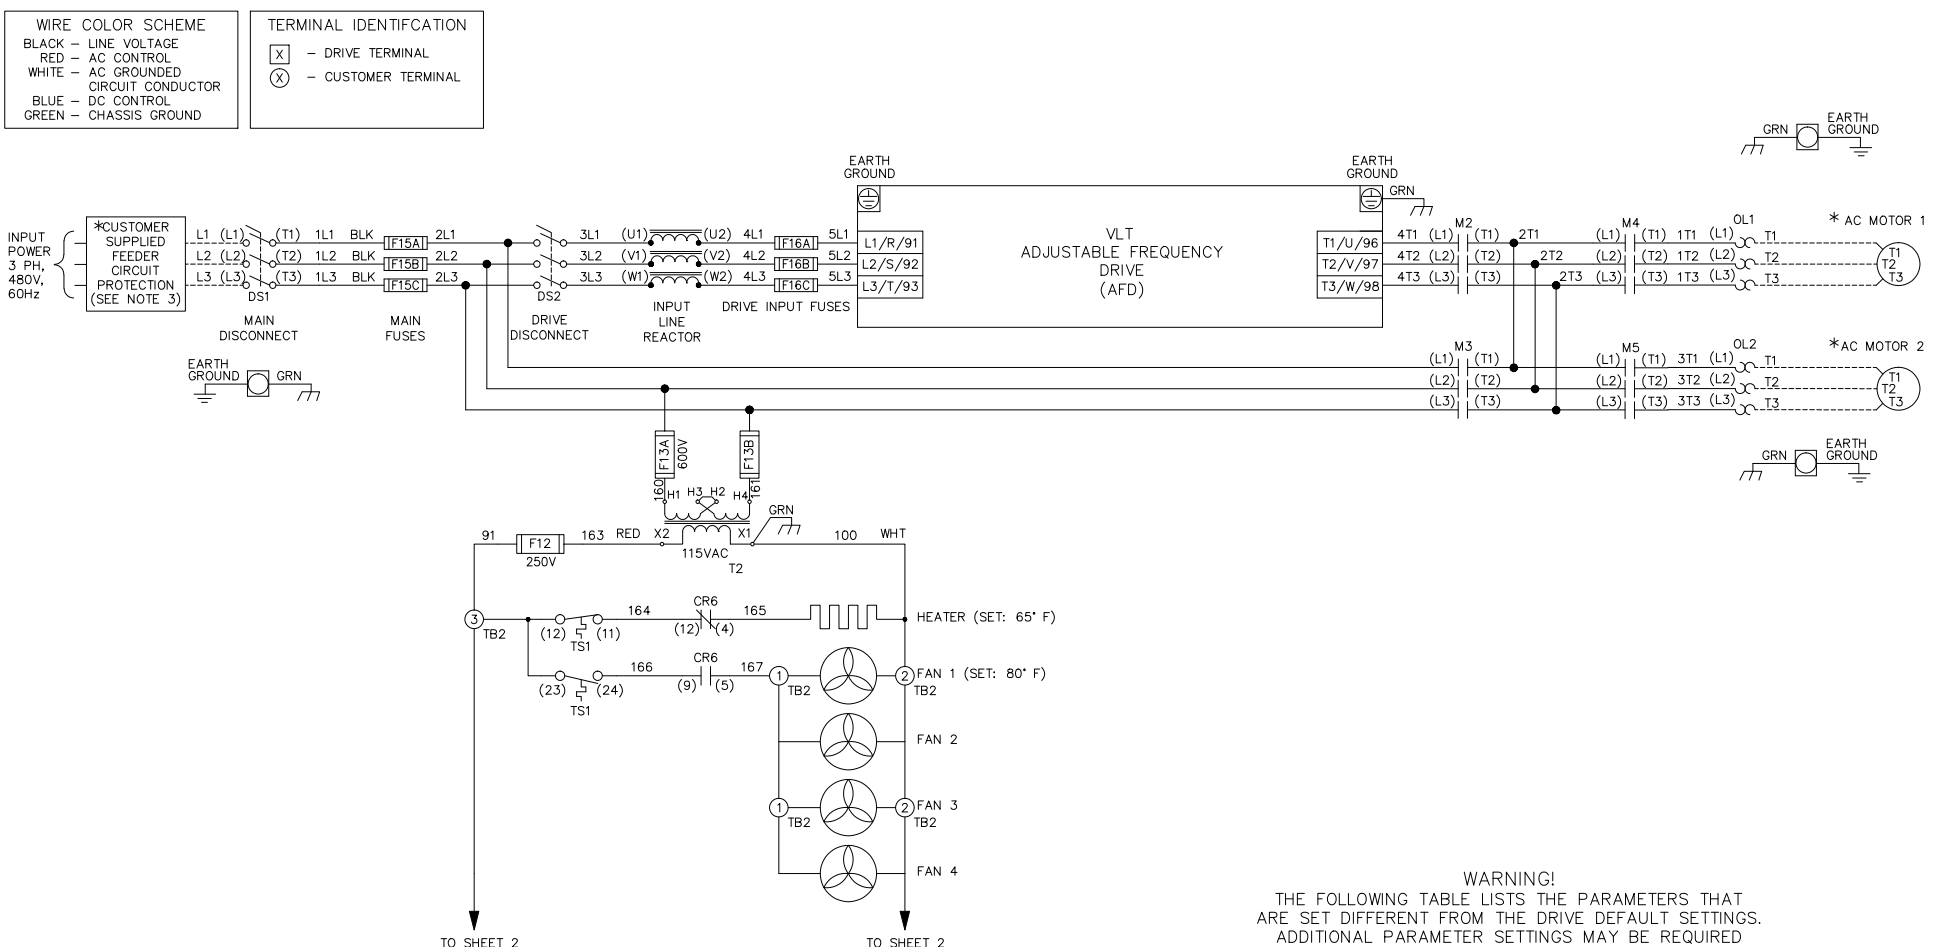 WIRE COLOR SCHEME
BLACK – LINE VOLTAGE
RED – AC CONTROL
WHITE – AC GROUNDED
CIRCUIT CONDUCTOR
BLUE – DC CONTROL
GREEN – CHASSIS GROUND
TERMINAL IDENTIFCATION
X – DRIVE TERMINAL
X – CUSTOMER TERMINAL
GRN EARTH GROUND
EARTH GROUND
EARTH GROUND
GRN
INPUT
POWER
3 PH,
480V,
60Hz
*CUSTOMER
SUPPLIED
FEEDER
CIRCUIT
PROTECTION
(SEE NOTE 3)
L1 (L1) (T1) 1L1 BLK F15A 2L1 3L1 (U1) (U2) 4L1 F16A 5L1 L1/R/91
L2 (L2) (T2) 1L2 BLK F15B 2L2 3L2 (V1) (V2) 4L2 F16B 5L2 L2/S/92
L3 (L3) (T3) 1L3 BLK F15C 2L3 3L3 (W1) (W2) 4L3 F16C 5L3 L3/T/93
DS1
MAIN
DISCONNECT
MAIN
FUSES
DS2
DRIVE
DISCONNECT
INPUT
LINE
REACTOR
DRIVE INPUT FUSES
VLT
ADJUSTABLE FREQUENCY
DRIVE
(AFD)
M2 M4 OL1 * AC MOTOR 1
T1/U/96 4T1 (L1) (T1) 2T1 (L1) (T1) 1T1 (L1) T1 T1
T2/V/97 4T2 (L2) (T2) 2T2 (L2) (T2) 1T2 (L2) T2 T2
T3/W/98 4T3 (L3) (T3) 2T3 (L3) (T3) 1T3 (L3) T3 T3
M3 M5 OL2 *AC MOTOR 2
(L1) (T1) (L1) (T1) 3T1 (L1) T1 T1
(L2) (T2) (L2) (T2) 3T2 (L2) T2 T2
(L3) (T3) (L3) (T3) 3T3 (L3) T3 T3
EARTH
GROUND GRN
GRN EARTH GROUND
F13A 600V F13B
160 H1 H3 H2 H4 161
GRN
91 F12 163 RED X2 X1 100 WHT
250V 115VAC
T2
3 TB2 (12) (11) TS1 164 CR6 (12) (4) 165 HEATER (SET: 65° F)
(23) (24) TS1 166 CR6 (9) (5) 167 1 TB2 2 TB2 FAN 1 (SET: 80° F)
FAN 2
1 TB2 2 TB2 FAN 3
FAN 4
TO SHEET 2
TO SHEET 2
WARNING!
THE FOLLOWING TABLE LISTS THE PARAMETERS THAT
ARE SET DIFFERENT FROM THE DRIVE DEFAULT SETTINGS.
ADDITIONAL PARAMETER SETTINGS MAY BE REQUIRED